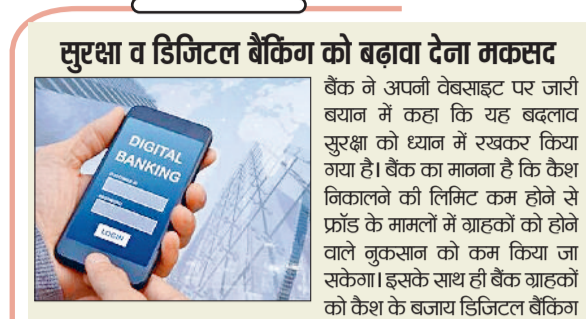 सुरक्षा व डिजिटल बैंकिंग को बढ़ावा देना मकसद
DIGITAL
BANKING
LOGIN
बैंक ने अपनी वेबसाइट पर जारी
बयान में कहा कि यह बदलाव
सुरक्षा को ध्यान में रखकर किया
गया है। बैंक का मानना है कि कैश
निकालने की लिमिट कम होने से
फ्रॉड के मामलों में ग्राहकों को होने
वाले नुकसान को कम किया जा
सकेगा। इसके साथ ही बैंक ग्राहकों
को कैश के बजाय डिजिटल बैंकिंग